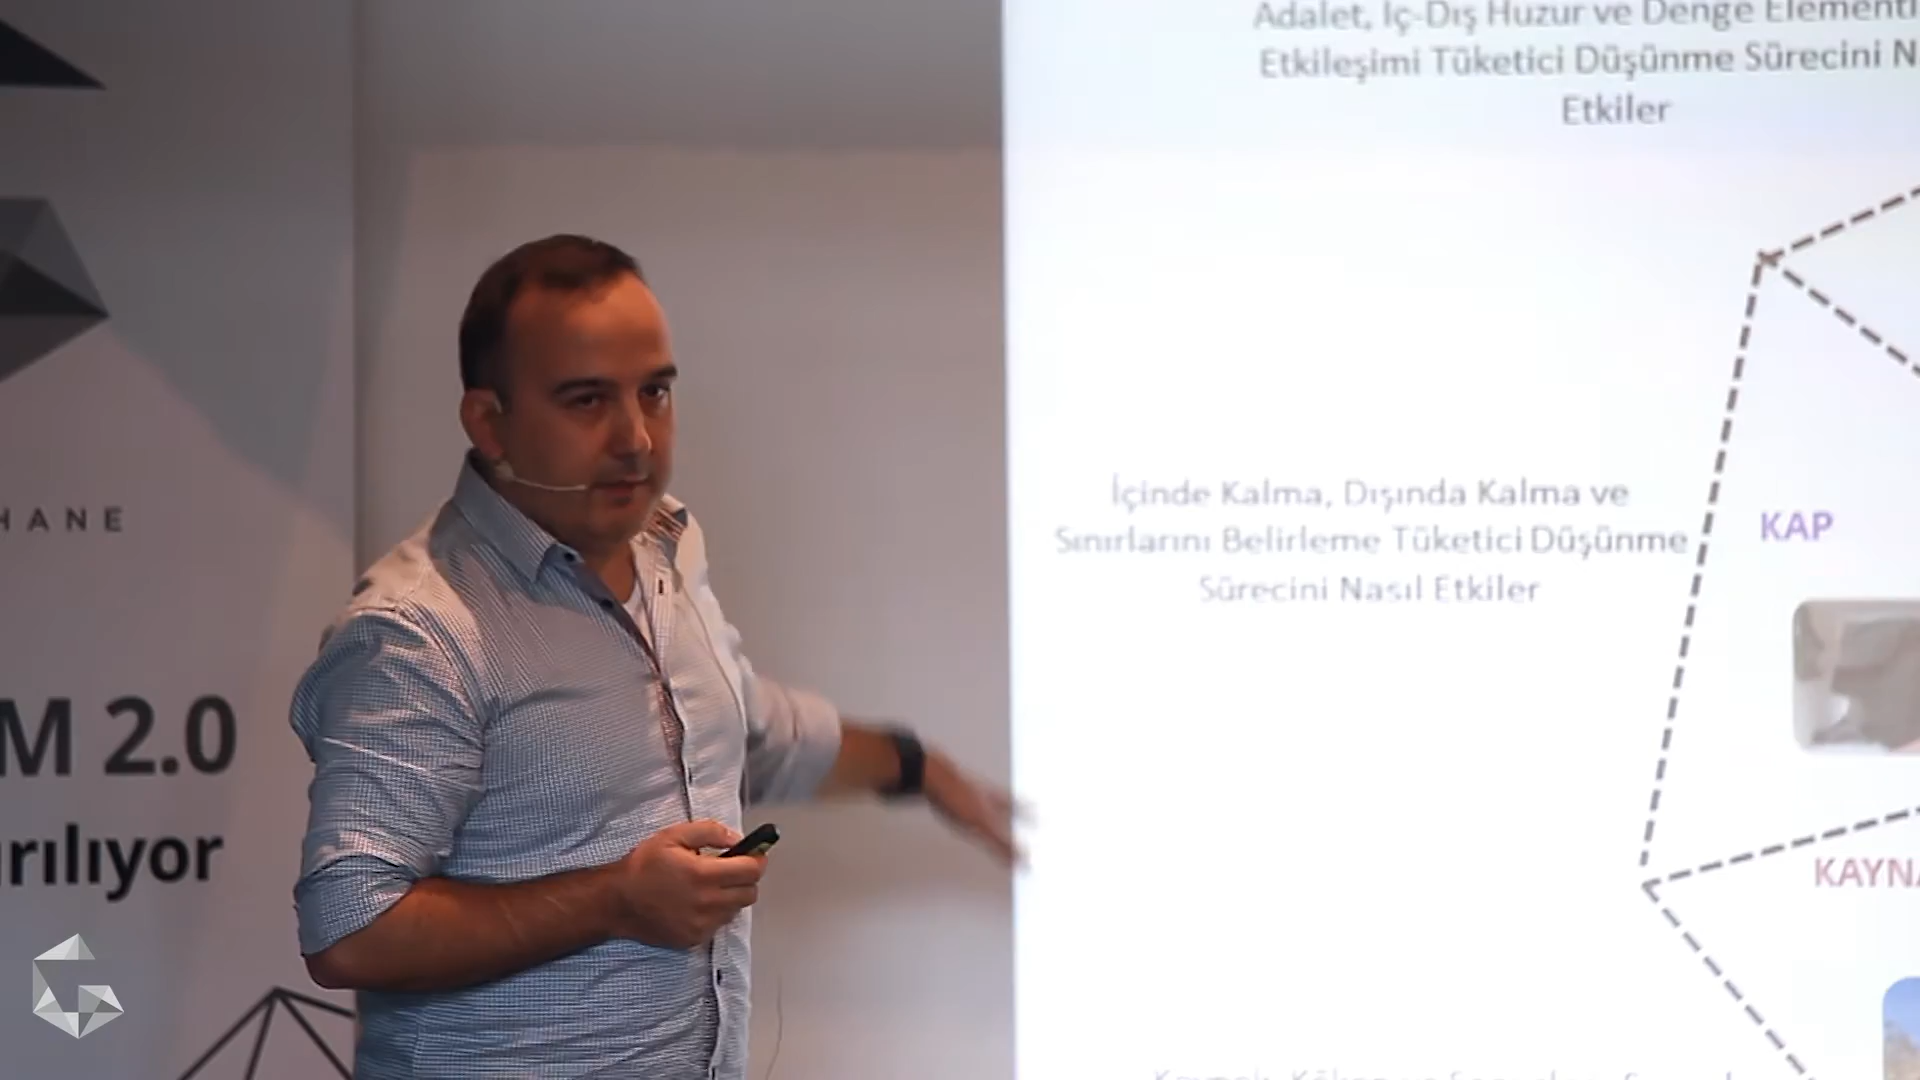 Adalet, İç-Dış Huzur ve Denge
Etkileşimi Tüketici Düşünme Sürecini
Etkiler
İçinde Kalma, Dışında Kalma ve
Sınırlarını Belirleme Tüketici Düşünme
Sürecini Nasıl Etkiler
KAP
HANE
M 2.0
rılıyor